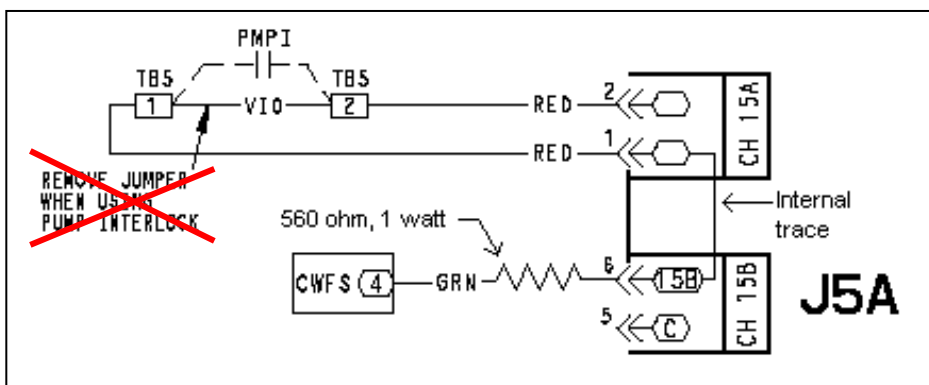 PMPI
TB5
TB5
1
VIO
2
RED
2
1
RED
CH 15A
REMOVE JUMPER
WHEN USING
PUMP INTERLOCK
560 ohm, 1 watt
Internal
trace
CWFS
4
GRN
6
15B
5
C
CH 15B
J5A